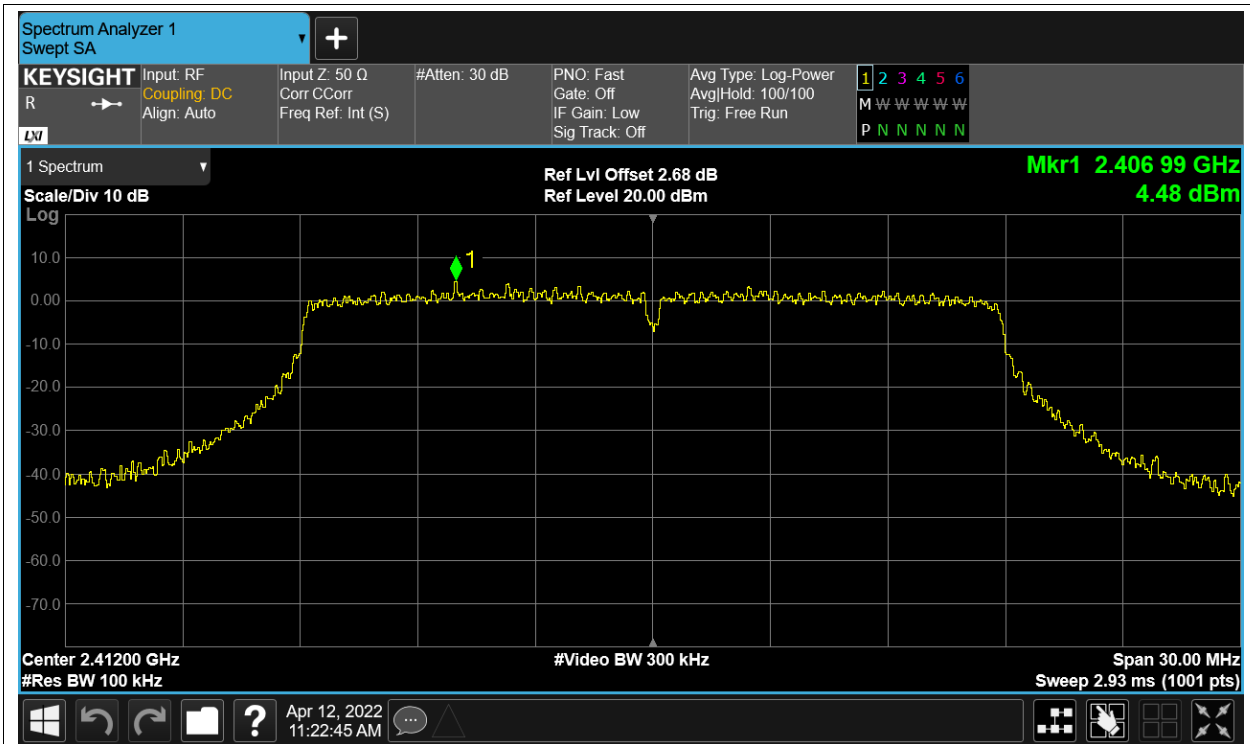 Spectrum Analyzer 1
Swept SA
KEYSIGHT
R
LXI
Input: RF
Coupling: DC
Align: Auto
Input Z: 50 Ω
Corr CCorr
Freq Ref: Int (S)
#Atten: 30 dB
PNO: Fast
Gate: Off
IF Gain: Low
Sig Track: Off
Avg Type: Log-Power
Avg|Hold: 100/100
Trig: Free Run
1 2 3 4 5 6
M W W W W W
P N N N N N
1 Spectrum
Scale/Div 10 dB
Log
Ref Lvl Offset 2.68 dB
Ref Level 20.00 dBm
Mkr1 2.406 99 GHz
4.48 dBm
1
10.0
0.00
-10.0
-20.0
-30.0
-40.0
-50.0
-60.0
-70.0
Center 2.41200 GHz
#Res BW 100 kHz
#Video BW 300 kHz
Span 30.00 MHz
Sweep 2.93 ms (1001 pts)
?
Apr 12, 2022
11:22:45 AM